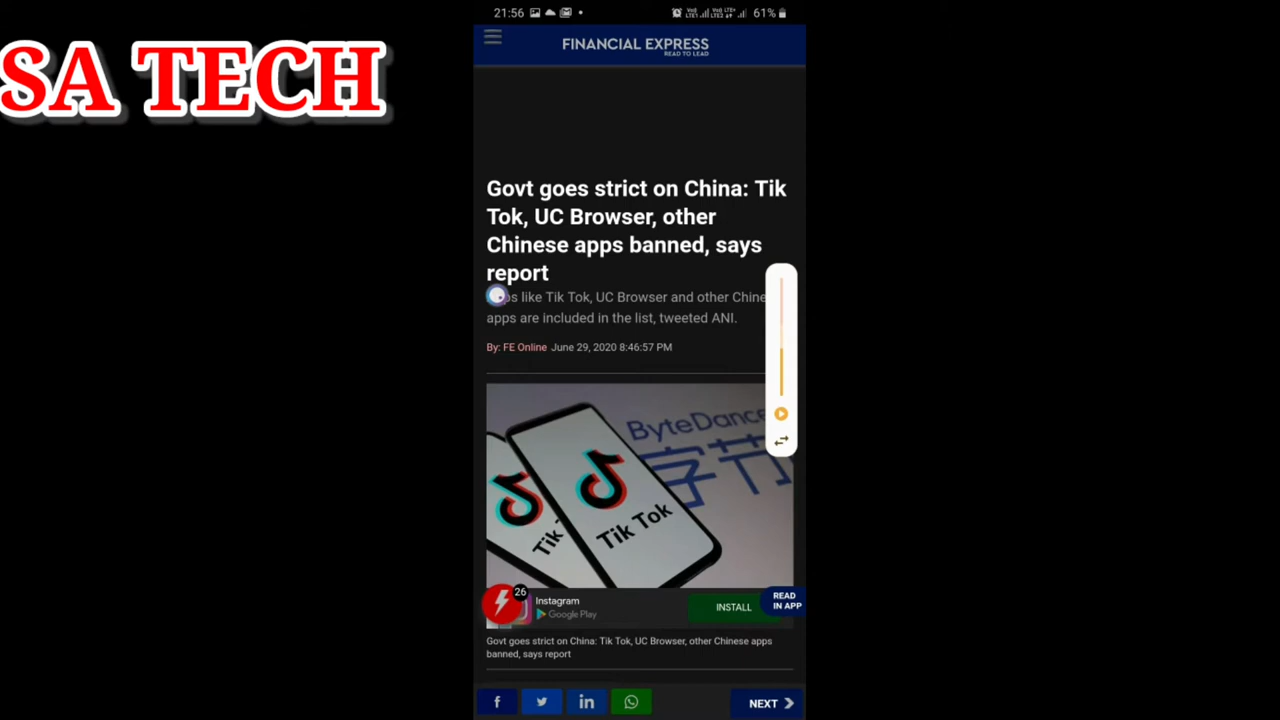 SA TECH
21:56
61%
FINANCIAL EXPRESS
READ TO LEAD
Govt goes strict on China: Tik
Tok, UC Browser, other
Chinese apps banned, says
report
like Tik Tok, UC Browser and other
apps are included in the list, tweeted ANI.
By: FE Online June 29, 2020 8:46:57 PM
ByteDance
字节
Tik Tok
Tik
26
Instagram
Google Play
INSTALL
READ
IN APP
Govt goes strict on China: Tik Tok, UC Browser, other Chinese apps
banned, says report
f
in
NEXT